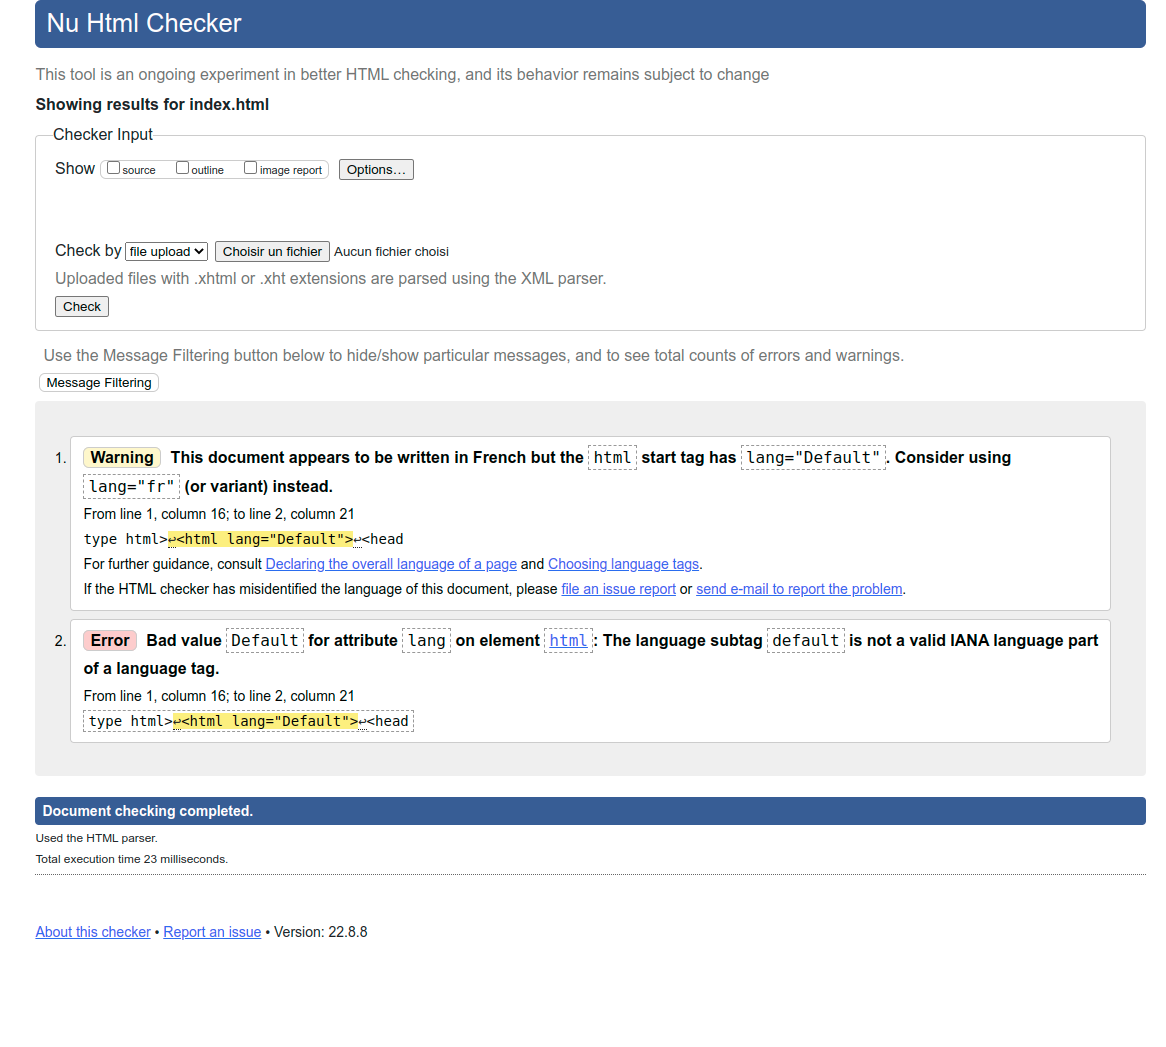 Nu Html Checker
This tool is an ongoing experiment in better HTML checking, and its behavior remains subject to change
Showing results for index.html
Checker Input
Show source outline image report Options...
Check by file upload Choisir un fichier Aucun fichier choisi
Uploaded files with .xhtml or .xht extensions are parsed using the XML parser.
Check
Use the Message Filtering button below to hide/show particular messages, and to see total counts of errors and warnings.
Message Filtering
1. Warning This document appears to be written in French but the html start tag has lang="Default". Consider using
lang="fr" (or variant) instead.
From line 1, column 16; to line 2, column 21
type html>↩<html lang="Default">↩<head
For further guidance, consult Declaring the overall language of a page and Choosing language tags.
If the HTML checker has misidentified the language of this document, please file an issue report or send e-mail to report the problem.
2. Error Bad value Default for attribute lang on element html: The language subtag default is not a valid IANA language part
of a language tag.
From line 1, column 16; to line 2, column 21
type html>↩<html lang="Default">↩<head
Document checking completed.
Used the HTML parser.
Total execution time 23 milliseconds.
About this checker • Report an issue • Version: 22.8.8